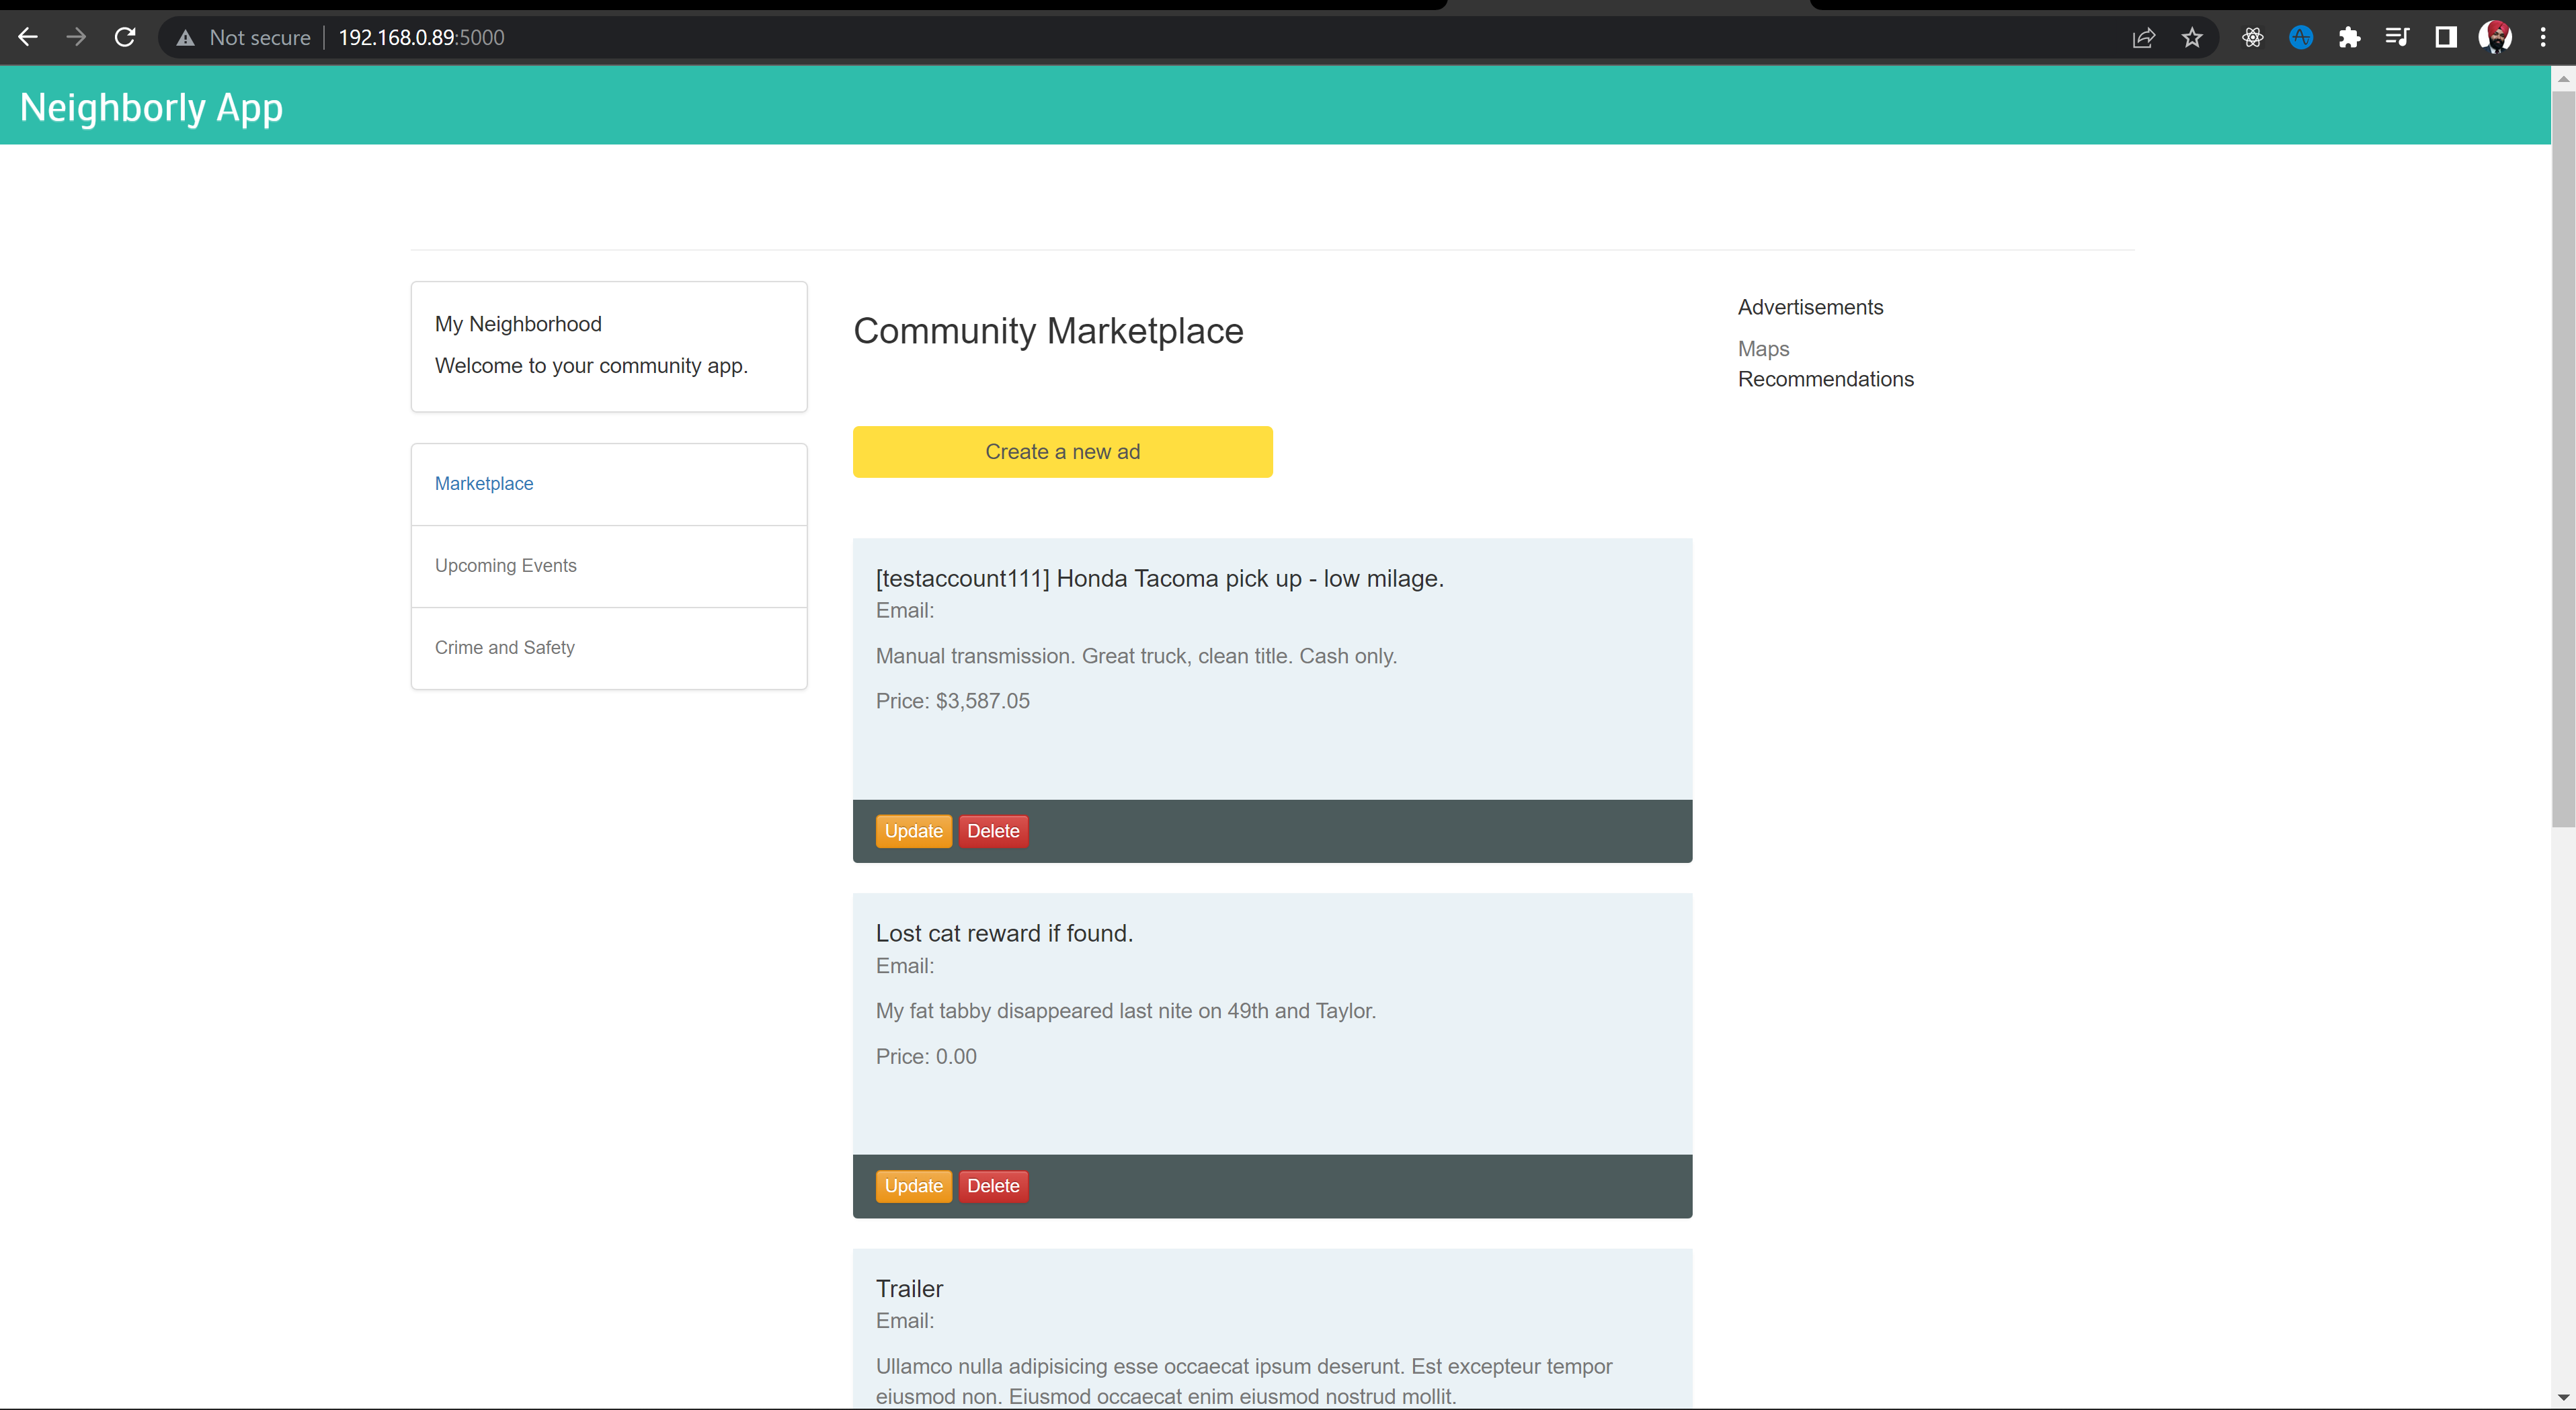 Not secure
192.168.0.89:5000
Neighborly App
My Neighborhood
Welcome to your community app.
Marketplace
Upcoming Events
Crime and Safety
Community Marketplace
Create a new ad
[testaccount111] Honda Tacoma pick up - low milage.
Email:
Manual transmission. Great truck, clean title. Cash only.
Price: $3,587.05
Update Delete
Lost cat reward if found.
Email:
My fat tabby disappeared last nite on 49th and Taylor.
Price: 0.00
Update Delete
Trailer
Email:
Ullamco nulla adipisicing esse occaecat ipsum deserunt. Est excepteur tempor
eiusmod non. Eiusmod occaecat enim eiusmod nostrud mollit.
Advertisements
Maps
Recommendations